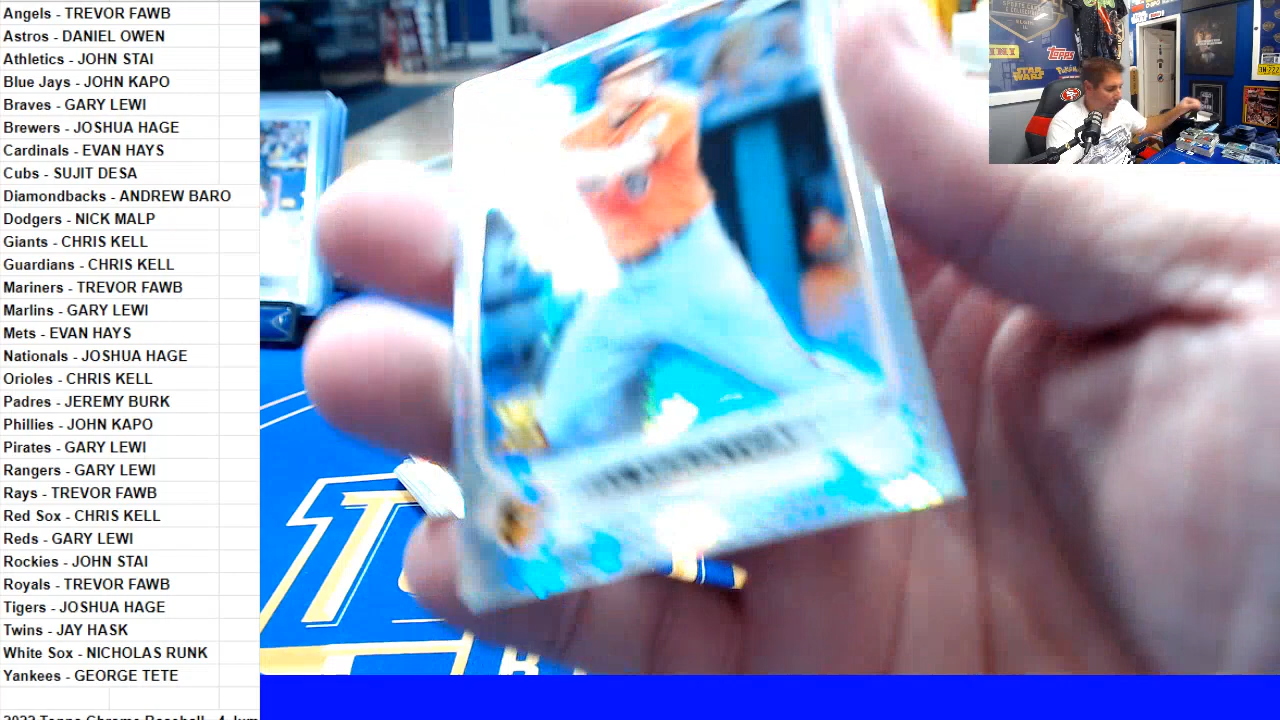 Angels - TREVOR FAWB
Astros - DANIEL OWEN
Athletics - JOHN STAI
Blue Jays - JOHN KAPO
Braves - GARY LEWI
Brewers - JOSHUA HAGE
Cardinals - EVAN HAYS
Cubs - SUJIT DESA
Diamondbacks - ANDREW BARO
Dodgers - NICK MALP
Giants - CHRIS KELL
Guardians - CHRIS KELL
Mariners - TREVOR FAWB
Marlins - GARY LEWI
Mets - EVAN HAYS
Nationals - JOSHUA HAGE
Orioles - CHRIS KELL
Padres - JEREMY BURK
Phillies - JOHN KAPO
Pirates - GARY LEWI
Rangers - GARY LEWI
Rays - TREVOR FAWB
Red Sox - CHRIS KELL
Reds - GARY LEWI
Rockies - JOHN STAI
Royals - TREVOR FAWB
Tigers - JOSHUA HAGE
Twins - JAY HASK
White Sox - NICHOLAS RUNK
Yankees - GEORGE TETE
Topps
STAR WARS